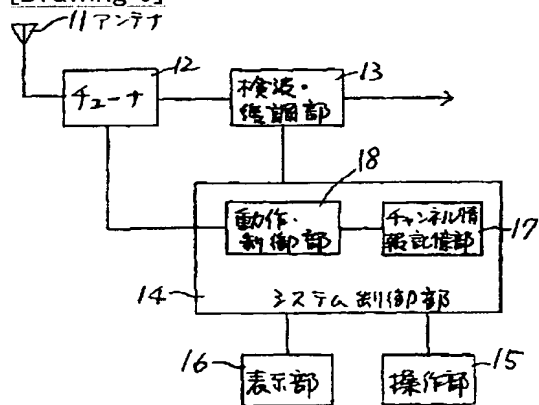 [Drawing 6]
11 アンテナ
12
チューナ
13
検波・
復調部
18
動作・
制御部
チャンネル情
報記憶部
17
14
システム制御部
16
表示部
15
操作部